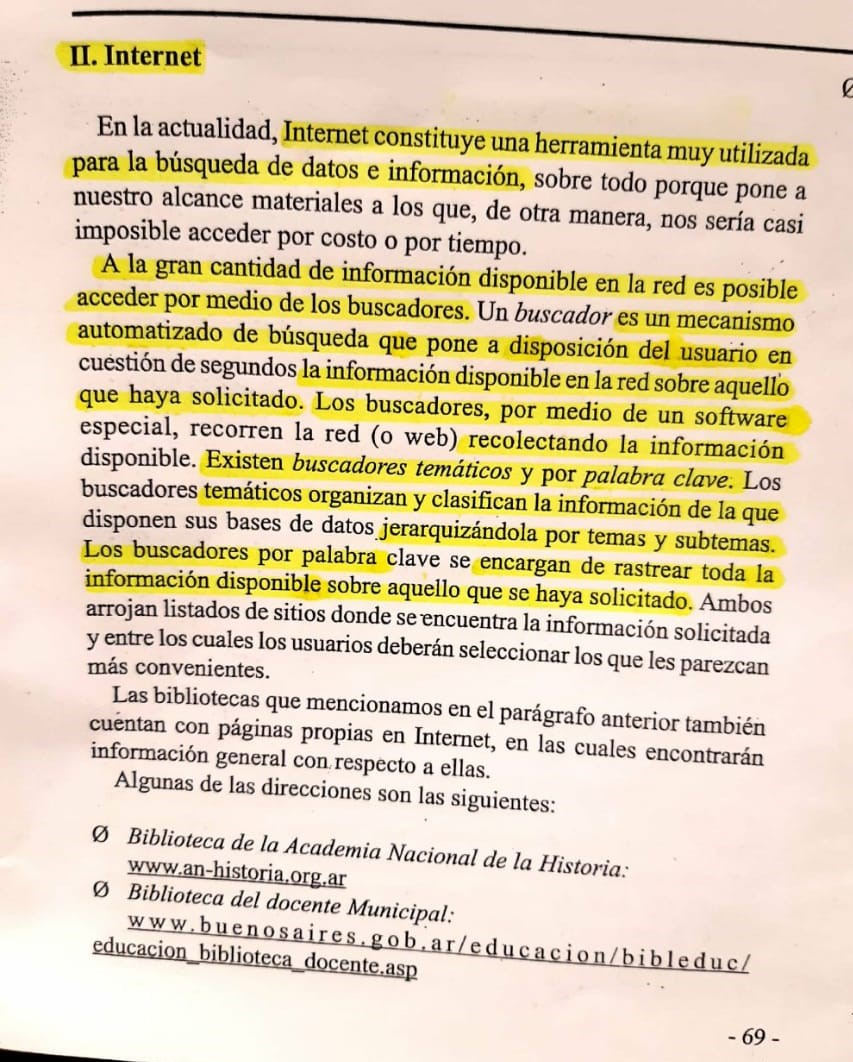 II. Internet
En la actualidad, Internet constituye una herramienta muy utilizada
para la búsqueda de datos e información, sobre todo porque pone a
nuestro alcance materiales a los que, de otra manera, nos sería casi
imposible acceder por costo o por tiempo.
A la gran cantidad de información disponible en la red es posible
acceder por medio de los buscadores. Un buscador es un mecanismo
automatizado de búsqueda que pone a disposición del usuario en
cuestión de segundos la información disponible en la red sobre aquello
que haya solicitado. Los buscadores, por medio de un software
especial, recorren la red (o web) recolectando la información
disponible. Existen buscadores temáticos y por palabra clave. Los
buscadores temáticos organizan y clasifican la información de la que
disponen sus bases de datos jerarquizándola por temas y subtemas.
Los buscadores por palabra clave se encargan de rastrear toda la
información disponible sobre aquello que se haya solicitado. Ambos
arrojan listados de sitios donde se encuentra la información solicitada
y entre los cuales los usuarios deberán seleccionar los que les parezcan
más convenientes.
Las bibliotecas que mencionamos en el parágrafo anterior también
cuentan con páginas propias en Internet, en las cuales encontrarán
información general con respecto a ellas.
Algunas de las direcciones son las siguientes:
Ø Biblioteca de la Academia Nacional de la Historia:
www.an-historia.org.ar
Ø Biblioteca del docente Municipal:
www.buenosaires.gob.ar/educacion/bibleduc/
educacion_biblioteca_docente.asp
- 69 -